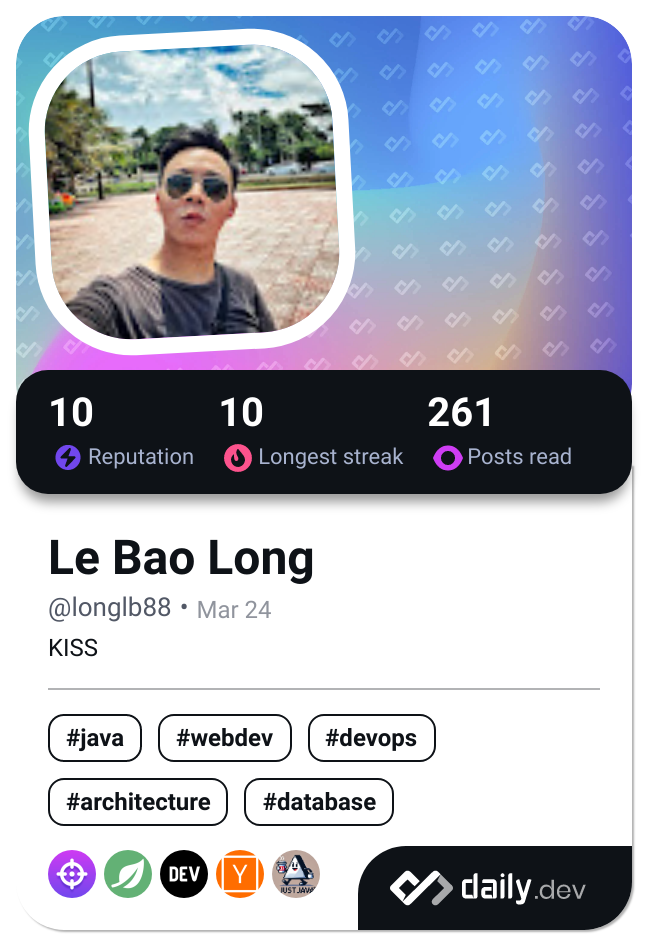 10 10 261
Reputation Longest streak Posts read
Le Bao Long
@longlb88 • Mar 24
KISS
#java #webdev #devops
#architecture #database
DEV Y JUST JAVA
daily.dev